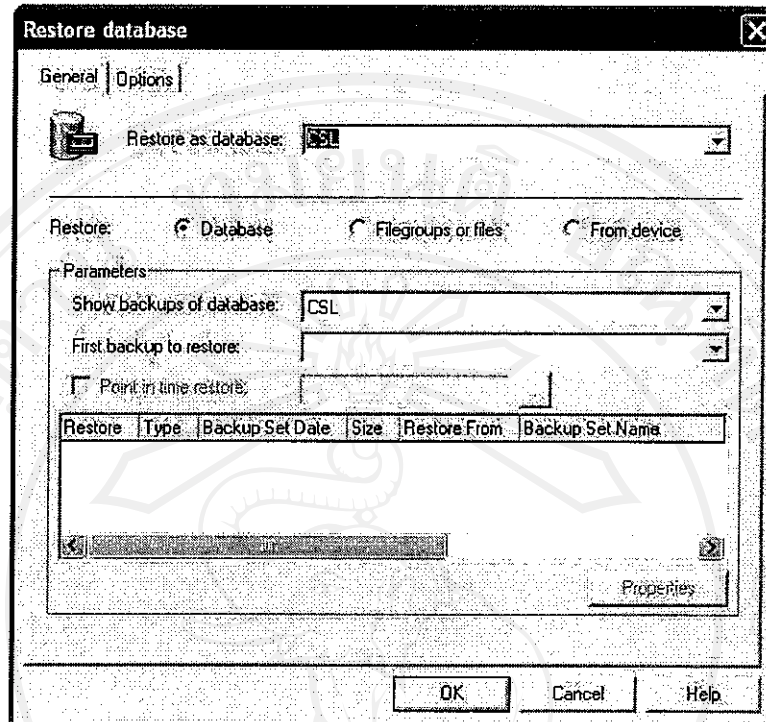 Restore database
General Options
Restore as database: CSL
Restore: Database Filegroups or files From device
Parameters
Show backups of database: CSL
First backup to restore:
Point in time restore:
Restore Type Backup Set Date Size Restore From Backup Set Name
Properties
OK Cancel Help